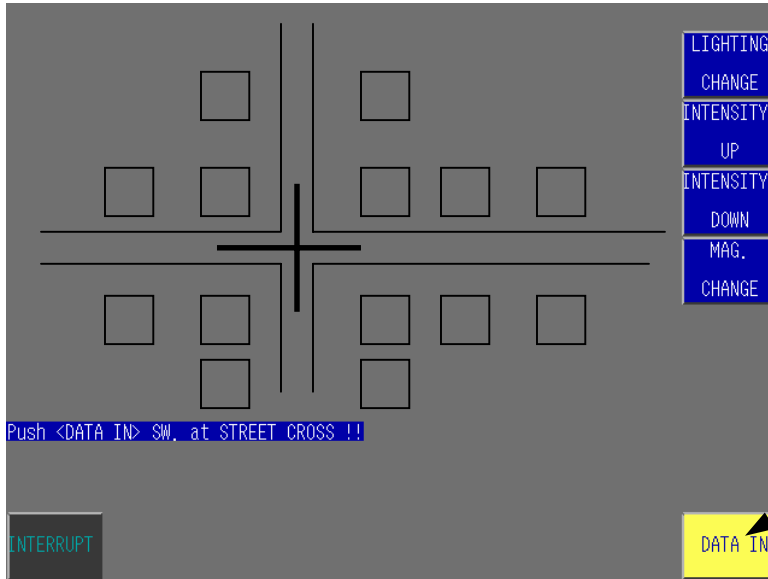 LIGHTING
CHANGE
INTENSITY
UP
INTENSITY
DOWN
MAG.
CHANGE
Push <DATA IN> SW. at STREET CROSS !!
INTERRUPT
DATA IN